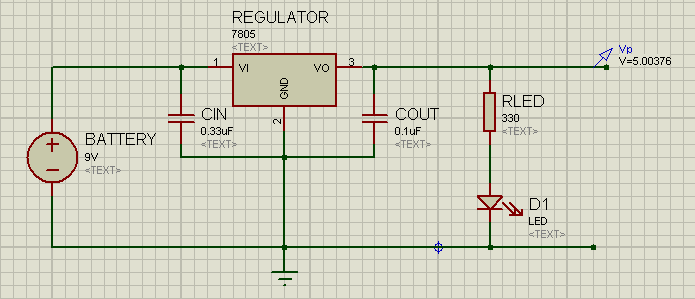 REGULATOR
7805
<TEXT>
1
VI
VO
3
GND
2
Vp
V=5.00376
CIN
0.33uF
<TEXT>
COUT
0.1uF
<TEXT>
RLED
330
<TEXT>
BATTERY
9V
<TEXT>
D1
LED
<TEXT>